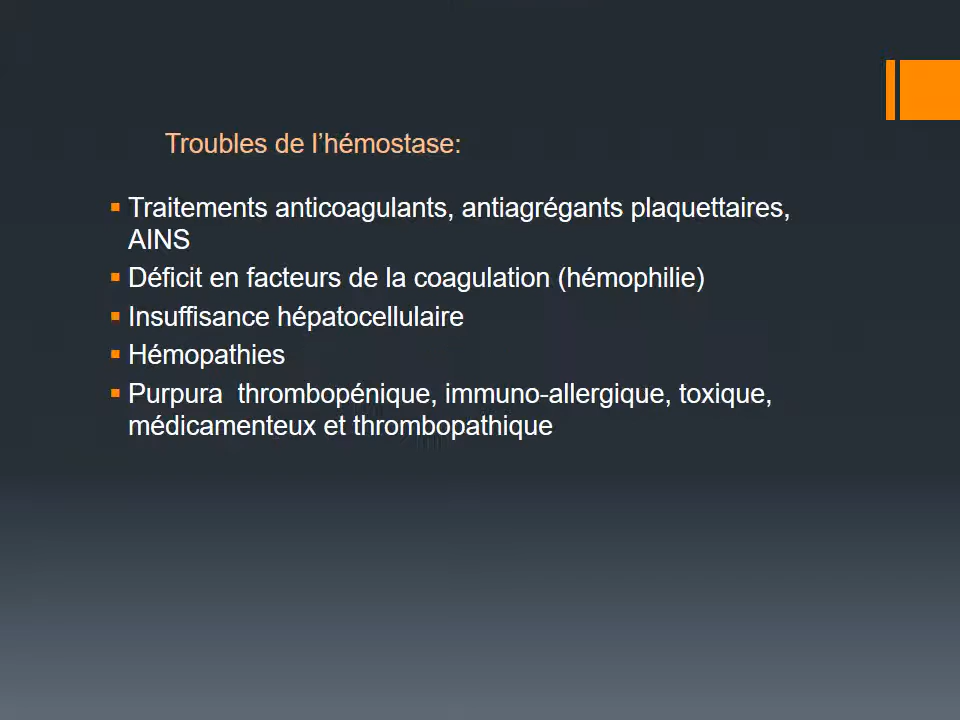 Troubles de l’hémostase:
Traitements anticoagulants, antiagrégants plaquettaires,
AINS
Déficit en facteurs de la coagulation (hémophilie)
Insuffisance hépatocellulaire
Hémopathies
Purpura  thrombopénique, immuno-allergique, toxique,
médicamenteux et thrombopathique